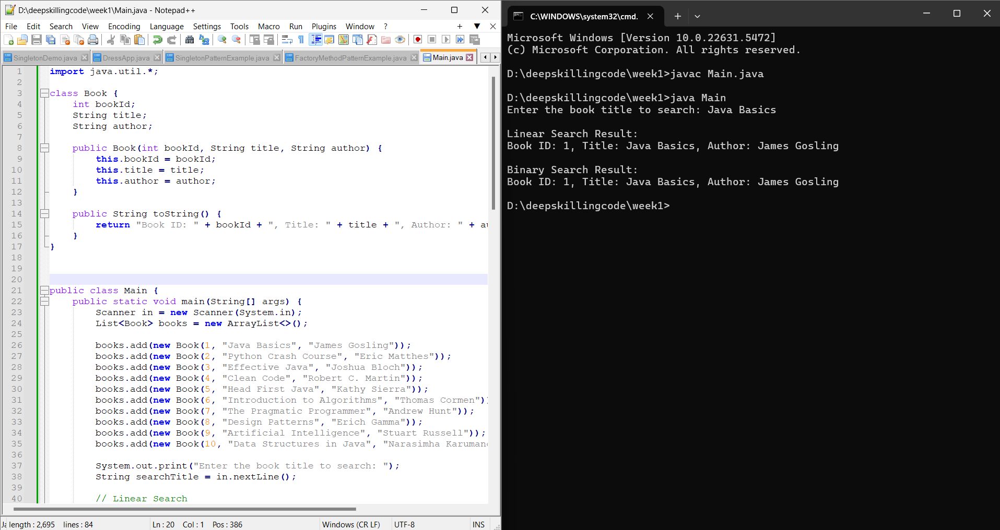 D:\deepskillingcode\week1\Main.java - Notepad++
File Edit Search View Encoding Language Settings Tools Macro Run Plugins Window ?
SingletonDemo.java DressApp.java SingletonPatternExample.java FactoryMethodPatternExample.java Main.java
1 import java.util.*;
2
3 class Book {
4 int bookId;
5 String title;
6 String author;
7
8 public Book(int bookId, String title, String author) {
9 this.bookId = bookId;
10 this.title = title;
11 this.author = author;
12 }
13
14 public String toString() {
15 return "Book ID: " + bookId + ", Title: " + title + ", Author: " + au
16 }
17 }
18
19
20
21 public class Main {
22 public static void main(String[] args) {
23 Scanner in = new Scanner(System.in);
24 List<Book> books = new ArrayList<>();
25
26 books.add(new Book(1, "Java Basics", "James Gosling"));
27 books.add(new Book(2, "Python Crash Course", "Eric Matthes"));
28 books.add(new Book(3, "Effective Java", "Joshua Bloch"));
29 books.add(new Book(4, "Clean Code", "Robert C. Martin"));
30 books.add(new Book(5, "Head First Java", "Kathy Sierra"));
31 books.add(new Book(6, "Introduction to Algorithms", "Thomas Cormen")
32 books.add(new Book(7, "The Pragmatic Programmer", "Andrew Hunt"));
33 books.add(new Book(8, "Design Patterns", "Erich Gamma"));
34 books.add(new Book(9, "Artificial Intelligence", "Stuart Russell"));
35 books.add(new Book(10, "Data Structures in Java", "Narasimha Karuman
36
37 System.out.print("Enter the book title to search: ");
38 String searchTitle = in.nextLine();
39
40 // Linear Search
Ja length : 2,695 lines : 84 Ln : 20 Col : 1 Pos : 386 Windows (CR LF) UTF-8 INS
C:\WINDOWS\system32\cmd.
Microsoft Windows [Version 10.0.22631.5472]
(c) Microsoft Corporation. All rights reserved.
D:\deepskillingcode\week1>javac Main.java
D:\deepskillingcode\week1>java Main
Enter the book title to search: Java Basics
Linear Search Result:
Book ID: 1, Title: Java Basics, Author: James Gosling
Binary Search Result:
Book ID: 1, Title: Java Basics, Author: James Gosling
D:\deepskillingcode\week1>